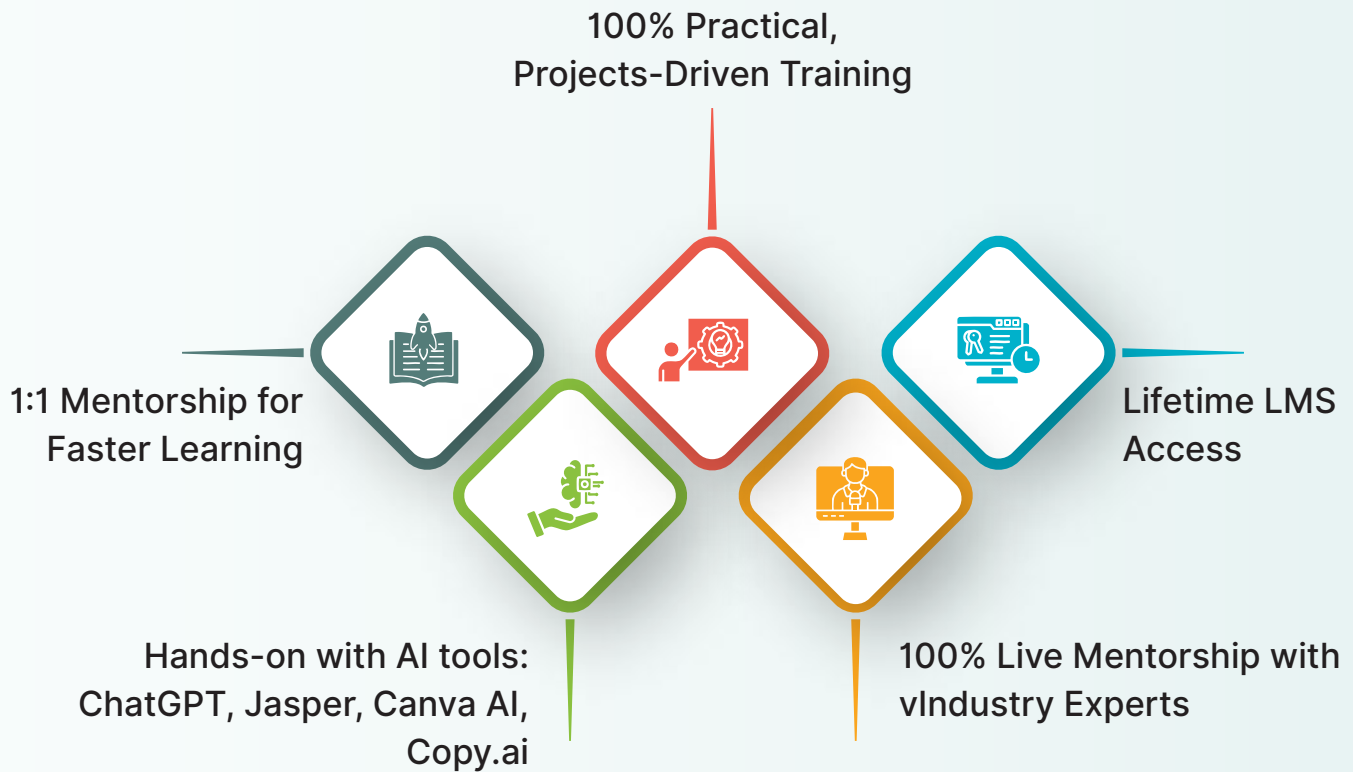 100% Practical,
Projects-Driven Training
1:1 Mentorship for
Faster Learning
Lifetime LMS
Access
Hands-on with AI tools:
ChatGPT, Jasper, Canva AI,
Copy.ai
100% Live Mentorship with
vIndustry Experts